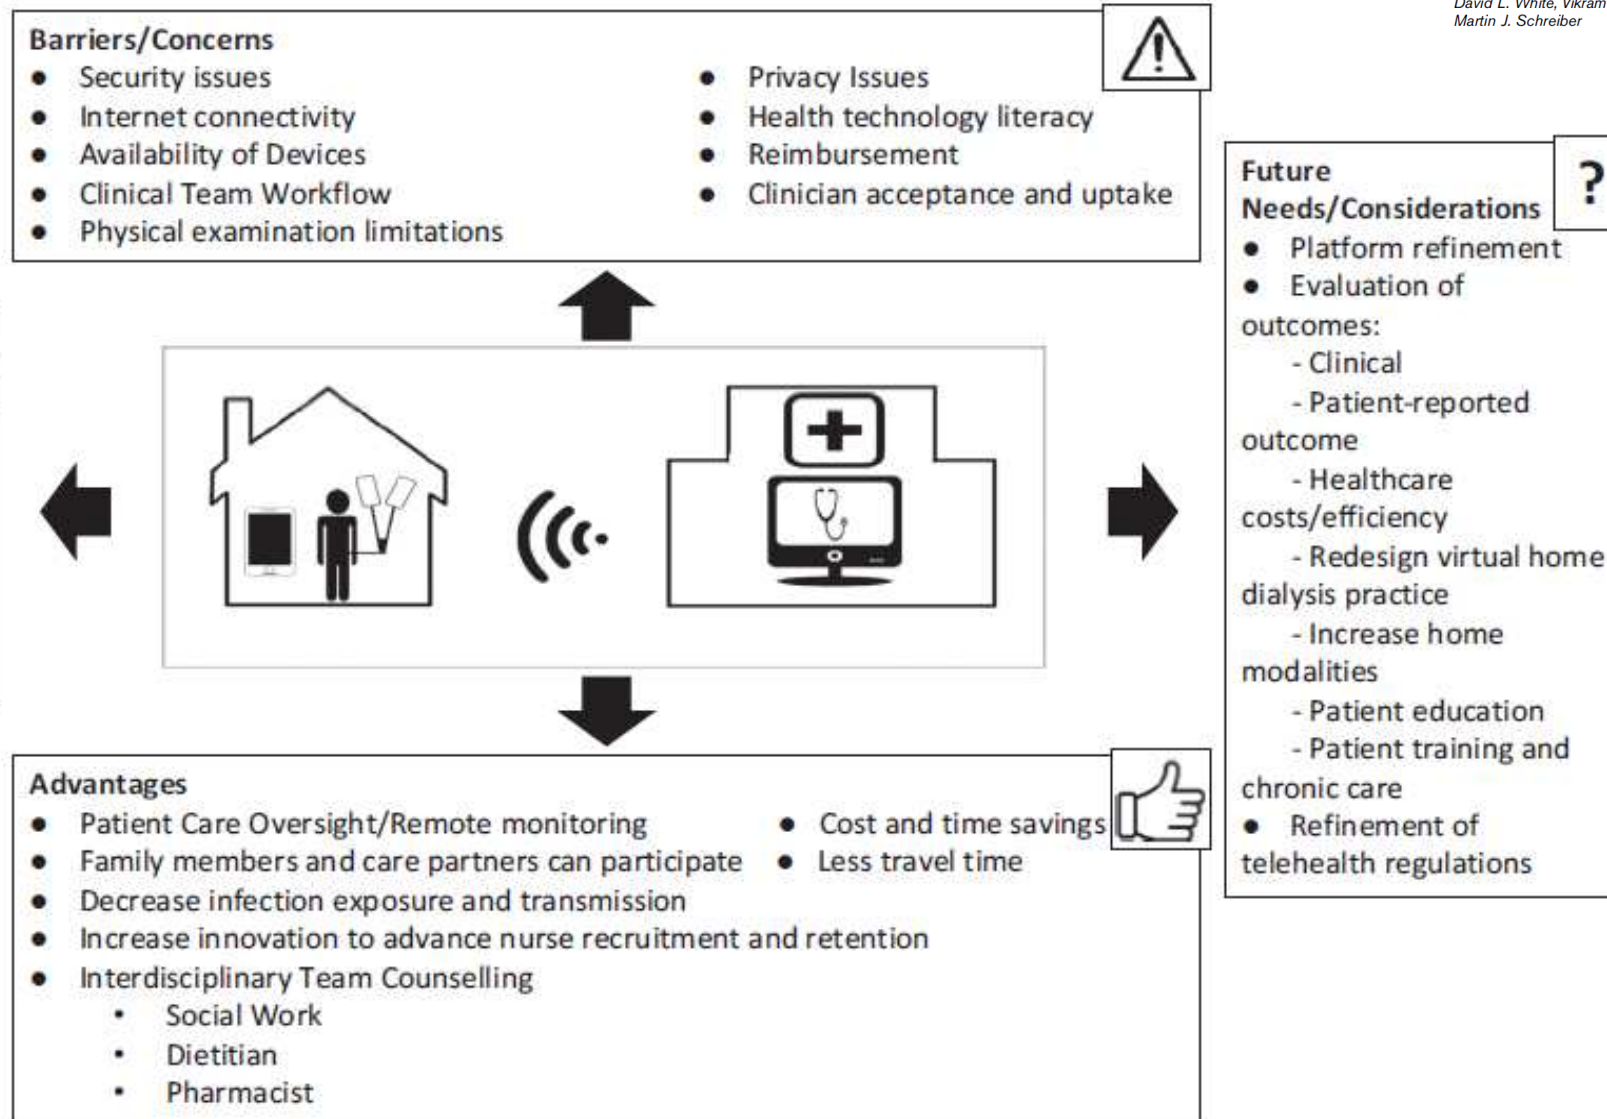 David L. White, Vikram
Martin J. Schreiber
Barriers/Concerns
● Security issues
● Internet connectivity
● Availability of Devices
● Clinical Team Workflow
● Physical examination limitations
● Privacy Issues
● Health technology literacy
● Reimbursement
● Clinician acceptance and uptake
Future
Needs/Considerations
?
● Platform refinement
● Evaluation of
outcomes:
- Clinical
- Patient-reported
outcome
- Healthcare
costs/efficiency
- Redesign virtual home
dialysis practice
- Increase home
modalities
- Patient education
- Patient training and
chronic care
● Refinement of
telehealth regulations
Advantages
● Patient Care Oversight/Remote monitoring
● Family members and care partners can participate
● Decrease infection exposure and transmission
● Increase innovation to advance nurse recruitment and retention
● Interdisciplinary Team Counselling
• Social Work
• Dietitian
• Pharmacist
● Cost and time savings
● Less travel time